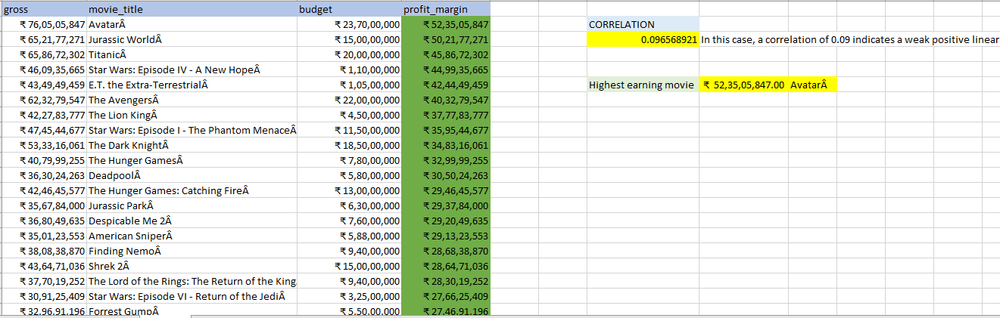 gross movie_title budget profit_margin
₹ 76,05,05,847 AvatarÂ ₹ 23,70,00,000 ₹ 52,35,05,847 CORRELATION
₹ 65,21,77,271 Jurassic WorldÂ ₹ 15,00,00,000 ₹ 50,21,77,271 0.096568921 In this case, a correlation of 0.09 indicates a weak positive linear
₹ 65,86,72,302 TitanicÂ ₹ 20,00,00,000 ₹ 45,86,72,302
₹ 46,09,35,665 Star Wars: Episode IV - A New HopeÂ ₹ 1,10,00,000 ₹ 44,99,35,665
₹ 43,49,49,459 E.T. the Extra-TerrestrialÂ ₹ 1,05,00,000 ₹ 42,44,49,459 Highest earning movie ₹ 52,35,05,847.00 AvatarÂ
₹ 62,32,79,547 The AvengersÂ ₹ 22,00,00,000 ₹ 40,32,79,547
₹ 42,27,83,777 The Lion KingÂ ₹ 4,50,00,000 ₹ 37,77,83,777
₹ 47,45,44,677 Star Wars: Episode I - The Phantom MenaceÂ ₹ 11,50,00,000 ₹ 35,95,44,677
₹ 53,33,16,061 The Dark KnightÂ ₹ 18,50,00,000 ₹ 34,83,16,061
₹ 40,79,99,255 The Hunger GamesÂ ₹ 7,80,00,000 ₹ 32,99,99,255
₹ 36,30,24,263 DeadpoolÂ ₹ 5,80,00,000 ₹ 30,50,24,263
₹ 42,46,45,577 The Hunger Games: Catching FireÂ ₹ 13,00,00,000 ₹ 29,46,45,577
₹ 35,67,84,000 Jurassic ParkÂ ₹ 6,30,00,000 ₹ 29,37,84,000
₹ 36,80,49,635 Despicable Me 2Â ₹ 7,60,00,000 ₹ 29,20,49,635
₹ 35,01,23,553 American SniperÂ ₹ 5,88,00,000 ₹ 29,13,23,553
₹ 38,08,38,870 Finding NemoÂ ₹ 9,40,00,000 ₹ 28,68,38,870
₹ 43,64,71,036 Shrek 2Â ₹ 15,00,00,000 ₹ 28,64,71,036
₹ 37,70,19,252 The Lord of the Rings: The Return of the King ₹ 9,40,00,000 ₹ 28,30,19,252
₹ 30,91,25,409 Star Wars: Episode VI - Return of the JediÂ ₹ 3,25,00,000 ₹ 27,66,25,409
₹ 32,96,91,196 Forrest GumpÂ ₹ 5,50,00,000 ₹ 27,46,91,196